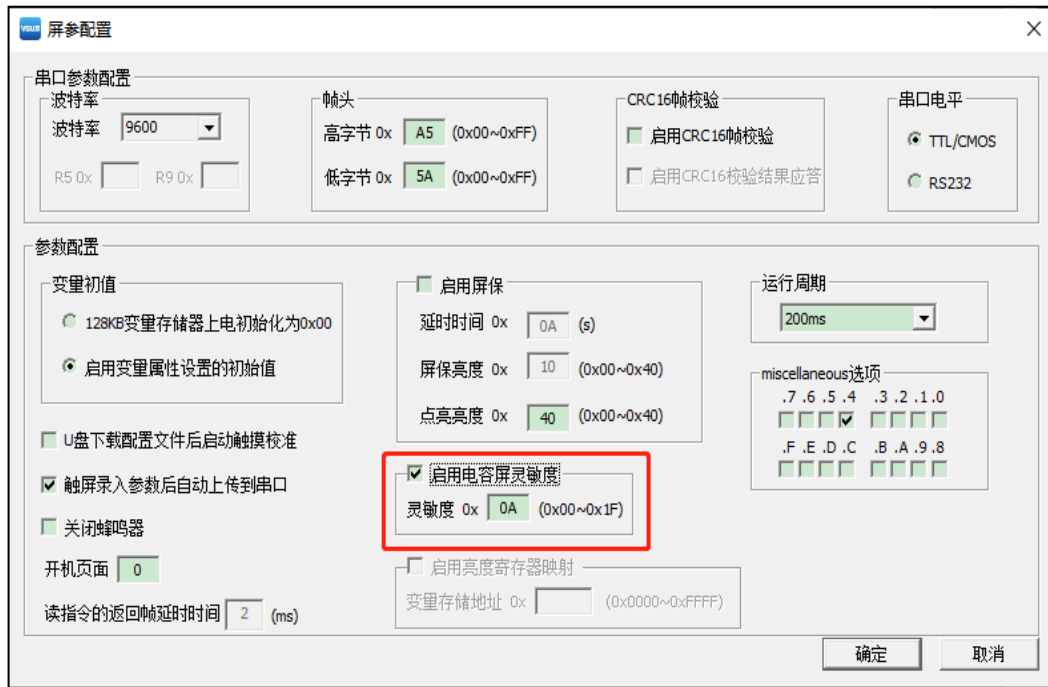 VGUS 屏参配置
串口参数配置
波特率
波特率 9600
R5 0x R9 0x
帧头
高字节 0x A5 (0x00~0xFF)
低字节 0x 5A (0x00~0xFF)
CRC16帧校验
启用CRC16帧校验
启用CRC16校验结果应答
串口电平
TTL/CMOS
RS232
参数配置
变量初值
128KB变量存储器上电初始化为0x00
启用变量属性设置的初始值
U盘下载配置文件后启动触摸校准
触屏录入参数后自动上传到串口
关闭蜂鸣器
开机页面 0
读指令的返回帧延时时间 2 (ms)
启用屏保
延时时间 0x 0A (s)
屏保亮度 0x 10 (0x00~0x40)
点亮亮度 0x 40 (0x00~0x40)
启用电容屏灵敏度
灵敏度 0x 0A (0x00~0x1F)
启用亮度寄存器映射
变量存储地址 0x (0x0000~0xFFFF)
运行周期
200ms
miscellaneous选项
.7 .6 .5 .4 .3 .2 .1 .0
.F .E .D .C .B .A .9 .8
确定 取消